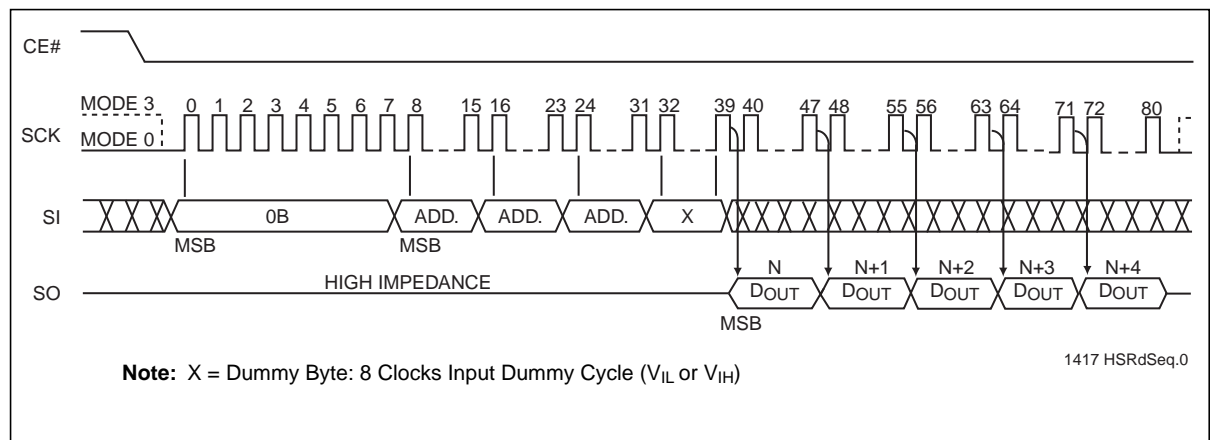 CE#
MODE 3
0 1 2 3 4 5 6 7 8 15 16 23 24 31 32 39 40 47 48 55 56 63 64 71 72 80
SCK
MODE 0
SI
0B ADD. ADD. ADD. X
MSB MSB
N N+1 N+2 N+3 N+4
SO
HIGH IMPEDANCE
DOUT DOUT DOUT DOUT DOUT
MSB
1417 HSRdSeq.0
Note: X = Dummy Byte: 8 Clocks Input Dummy Cycle (VIL or VIH)